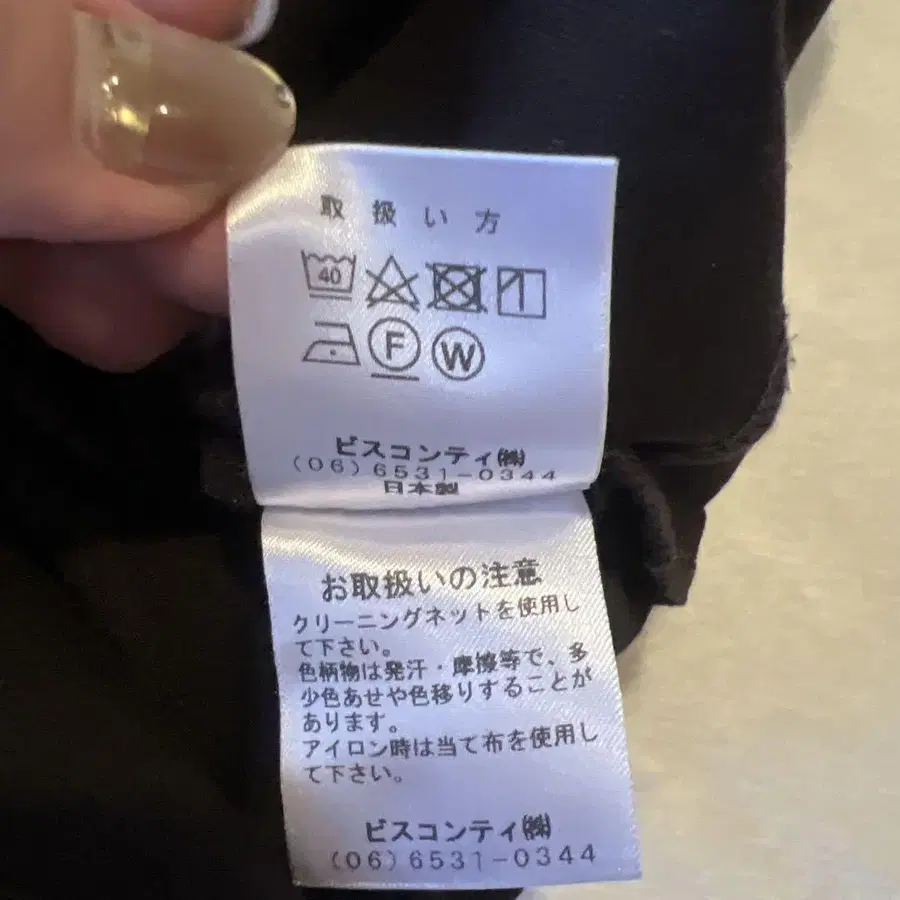 取扱い方
40
F W
ビスコンティ㈱
(06)6531-0344
日本製
お取扱いの注意
クリーニングネットを使用し
て下さい。
色柄物は発汗・摩擦等で、多
少色あせや色移りすることが
あります。
アイロン時は当て布を使用し
て下さい。
ビスコンティ㈱
(06)6531-0344